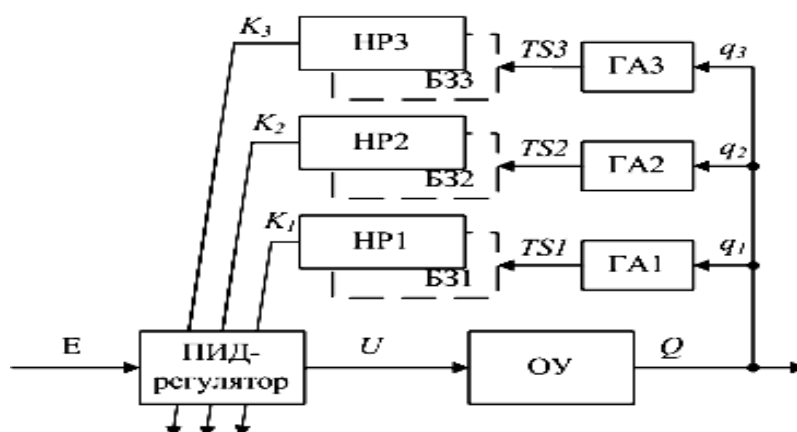 K₃ НР3 БЗ3 TS3 ГА3 q₃
K₂ НР2 БЗ2 TS2 ГА2 q₂
K₁ НР1 БЗ1 TS1 ГА1 q₁
E ПИД- U ОУ Q
регулятор